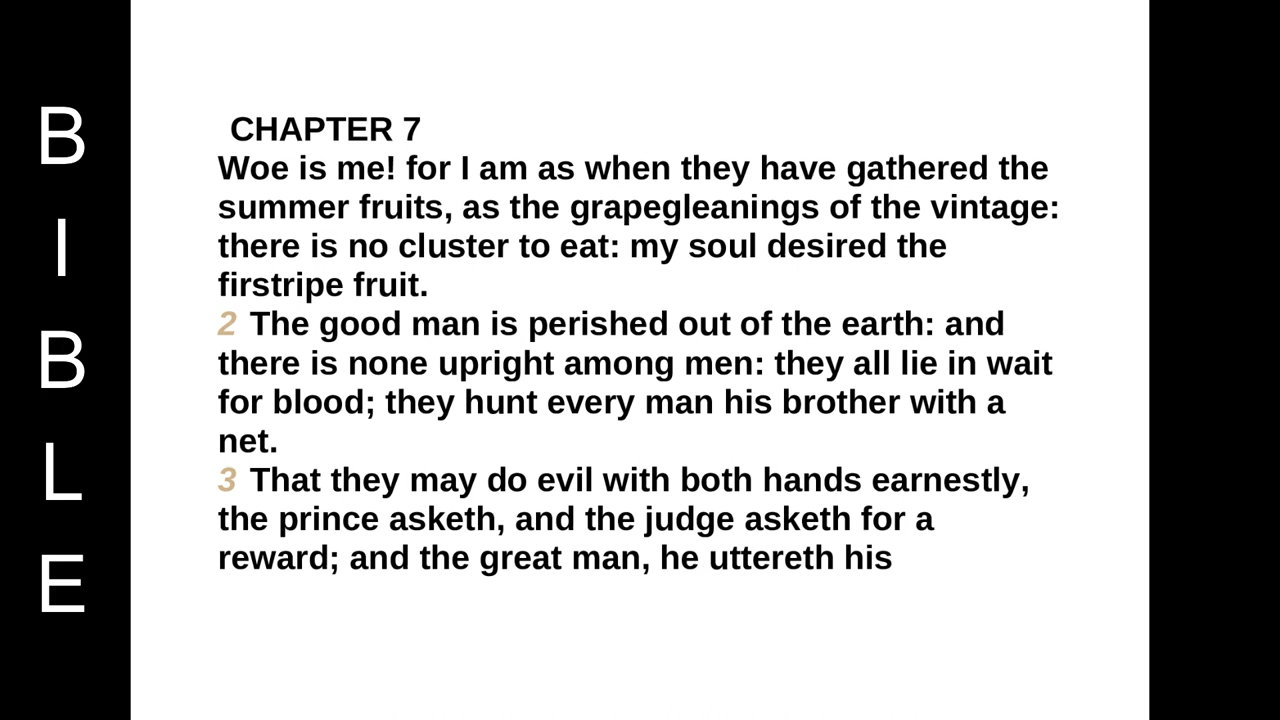 BIBLE
CHAPTER 7
Woe is me! for I am as when they have gathered the
summer fruits, as the grapegleanings of the vintage:
there is no cluster to eat: my soul desired the
firstripe fruit.
2 The good man is perished out of the earth: and
there is none upright among men: they all lie in wait
for blood; they hunt every man his brother with a
net.
3 That they may do evil with both hands earnestly,
the prince asketh, and the judge asketh for a
reward; and the great man, he uttereth his